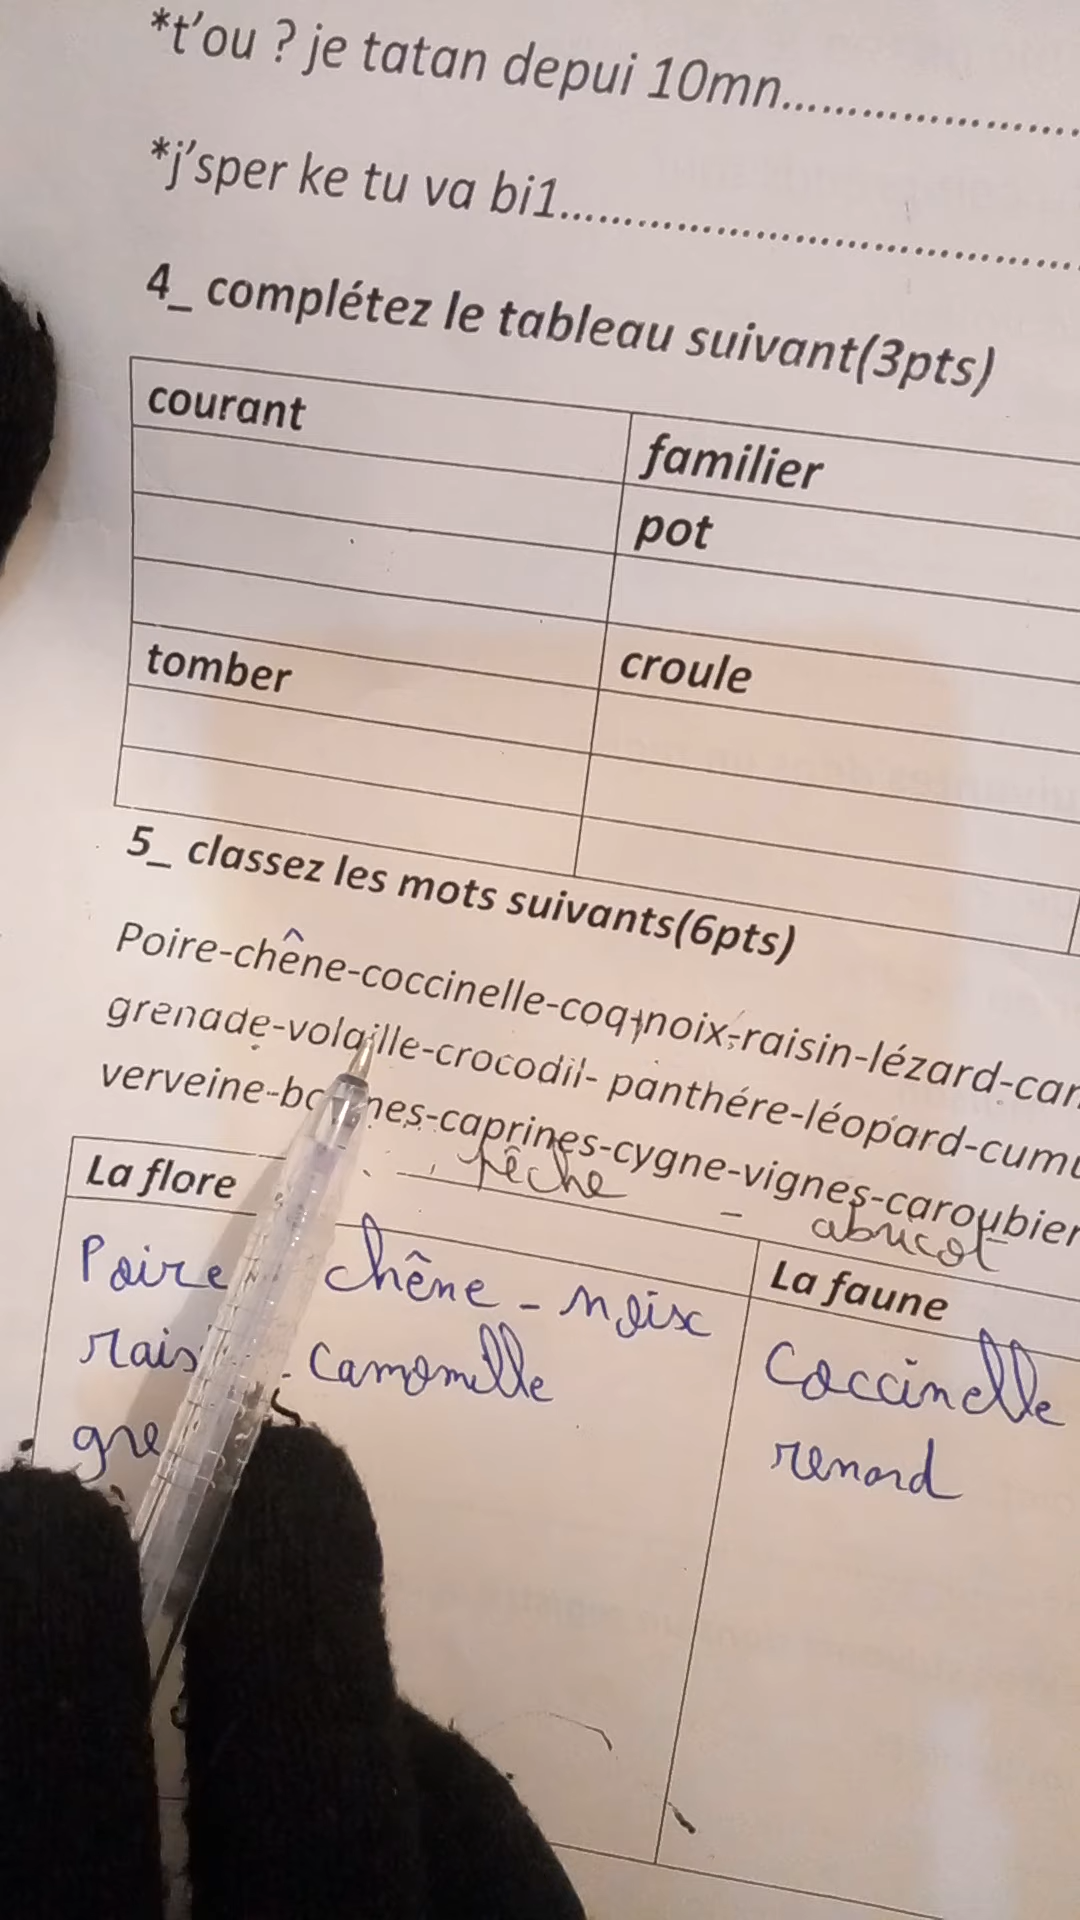 *t'ou ? je tatan depui 10mn..............................
*j'sper ke tu va bi1..........................................
4_ complétez le tableau suivant(3pts)
courant
familier
pot
tomber
croule
5_ classez les mots suivants(6pts)
Poire-chêne-coccinelle-coq-noix-raisin-lézard-car
grenade-volaille-crocodil- panthére-léopard-cum
verveine- nes-caprines-cygne-vignes-caroubier
pêche - abricot
La flore
La faune
Poire chêne - noix
rais - camomille
gre
Coccinelle
renard